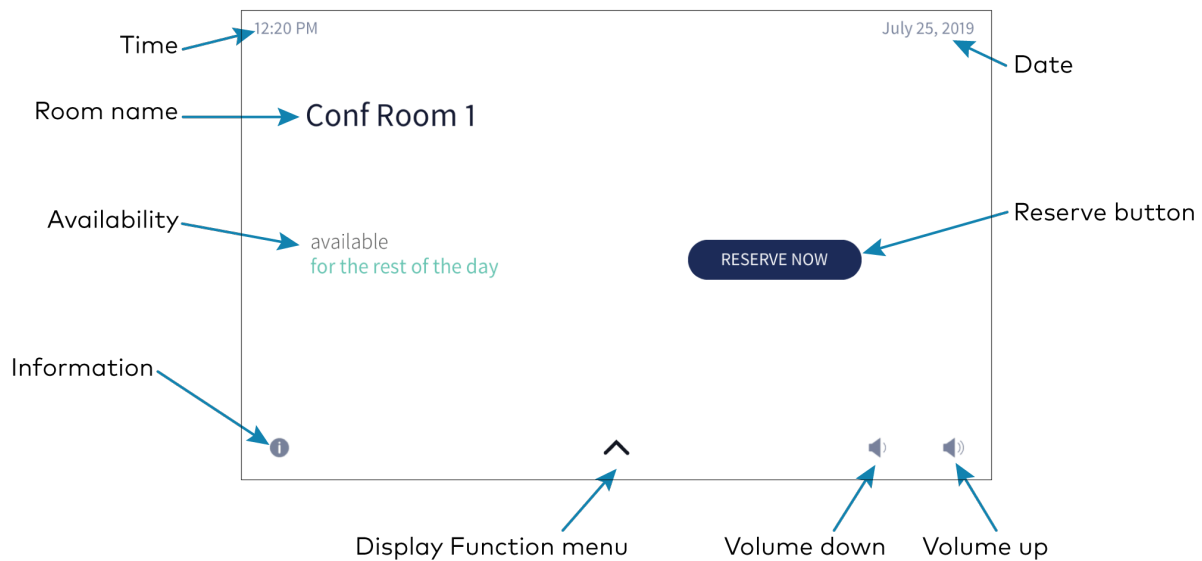 12:20 PM
July 25, 2019
Time
Date
Room name
Conf Room 1
Availability
Reserve button
available
for the rest of the day
RESERVE NOW
Information
i
Display Function menu
Volume down
Volume up